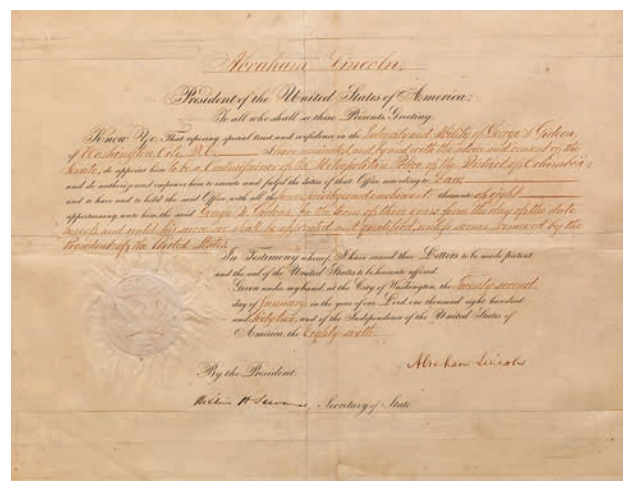 Abraham Lincoln,
President of the United States of America;
To all who shall see these Presents, Greeting:
Know Ye, That reposing special trust and confidence in the Integrity and Ability of George S Gideon,
of Washington City, D.C. I have nominated, and by and with the advice and consent of the
Senate, do appoint him to be a Commissioner of the Metropolitan Police of the District of Columbia;
and do authorize and empower him to execute and fulfil the duties of that Office according to Law,
and to have and to hold the said Office, with all the privileges and emoluments thereunto of right
appertaining, unto him, the said George S Gideon, for the term of three years from the day of the date
hereof, and until his successor shall be appointed and qualified, unless sooner removed by the
President of the United States.
In Testimony whereof, I have caused these Letters to be made patent
and the seal of the United States to be hereunto affixed.
Given under my hand, at the City of Washington, the Twenty second
day of January, in the year of our Lord, one thousand eight hundred
and Sixty two, and of the Independence of the United States of
America, the Eighty sixth.
By the President:
Abraham Lincoln
William H Seward, Secretary of State.